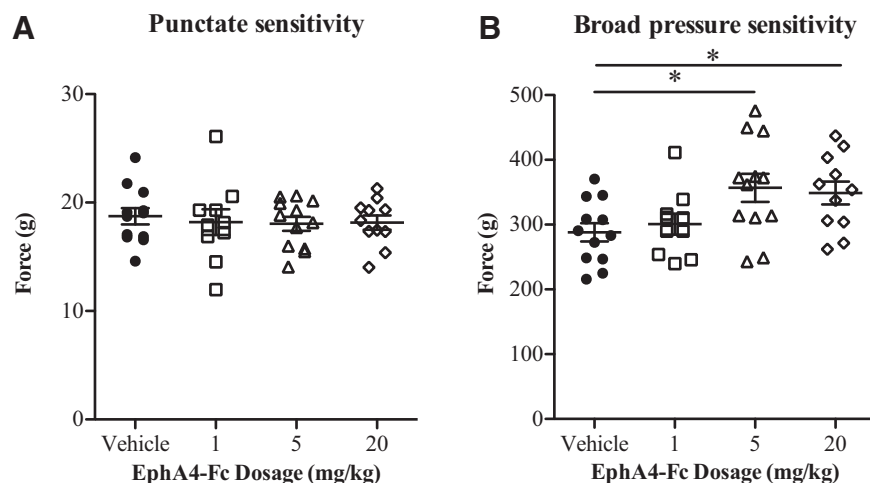 A
Punctate sensitivity
Force (g)
30
20
10
0
Vehicle
1
5
20
EphA4-Fc Dosage (mg/kg)
B
Broad pressure sensitivity
*
*
Force (g)
500
400
300
200
100
0
Vehicle
1
5
20
EphA4-Fc Dosage (mg/kg)